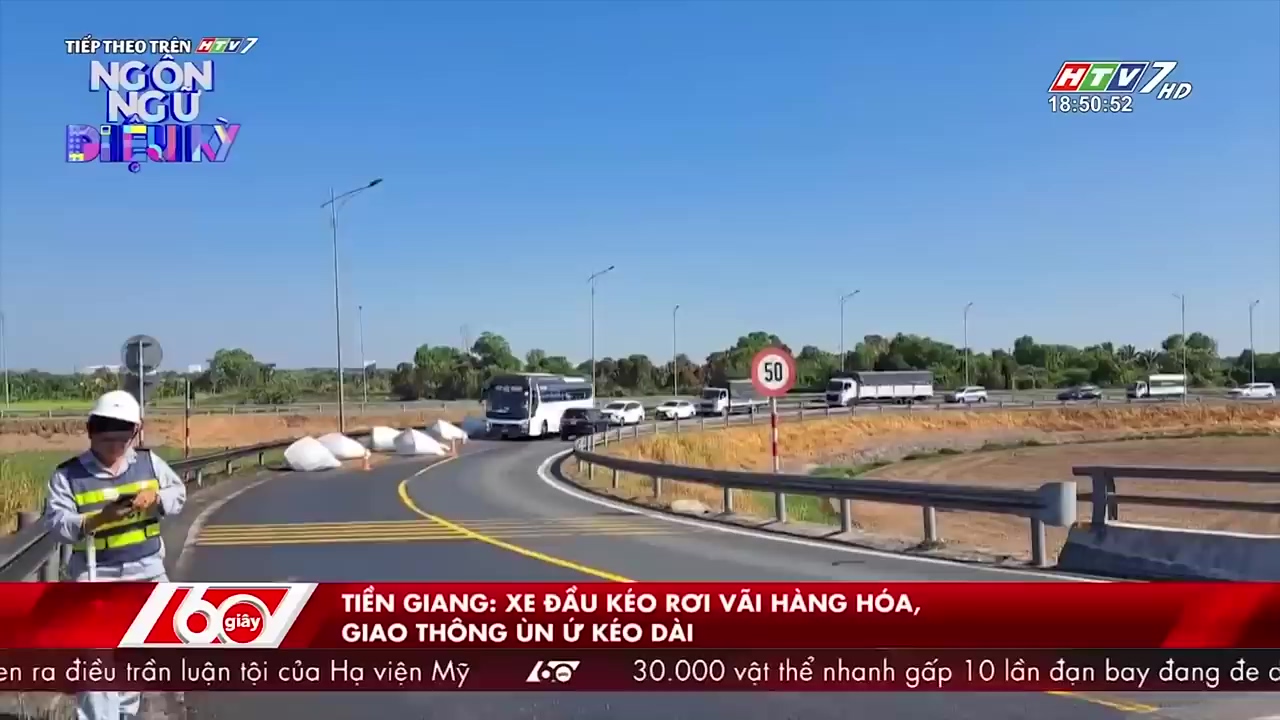 TIẾP THEO TRÊN HTV7
NGÔN
NGỮ
DIỆU KỲ
HTV7 HD
18:50:52
50
60 giây
TIỀN GIANG: XE ĐẦU KÉO RƠI VÃI HÀNG HÓA,
GIAO THÔNG ÙN Ứ KÉO DÀI
en ra điều trần luận tội của Hạ viện Mỹ 60 30.000 vật thể nhanh gấp 10 lần đạn bay đang đe